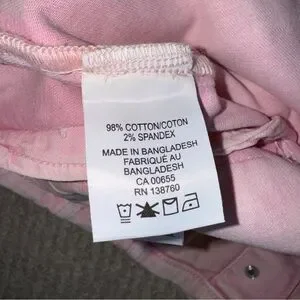 98% COTTON/COTON
2% SPANDEX
MADE IN BANGLADESH
FABRIQUÉ AU
BANGLADESH
CA 00655
RN 138760